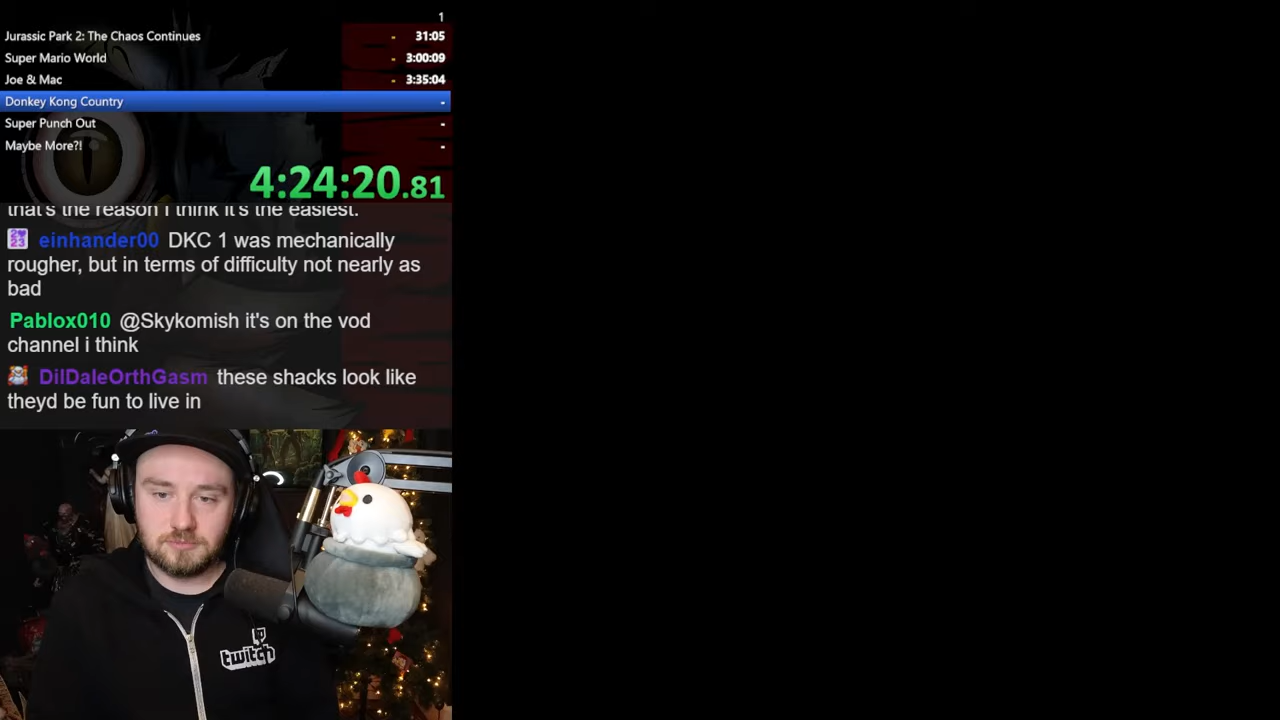 1
Jurassic Park 2: The Chaos Continues - 31:05
Super Mario World - 3:00:09
Joe & Mac - 3:35:04
Donkey Kong Country -
Super Punch Out -
Maybe More?! -
4:24:20.81
that's the reason I think it's the easiest.
einhander00 DKC 1 was mechanically
rougher, but in terms of difficulty not nearly as
bad
Pablox010 @Skykomish it's on the vod
channel i think
DilDaleOrthGasm these shacks look like
theyd be fun to live in
twitch